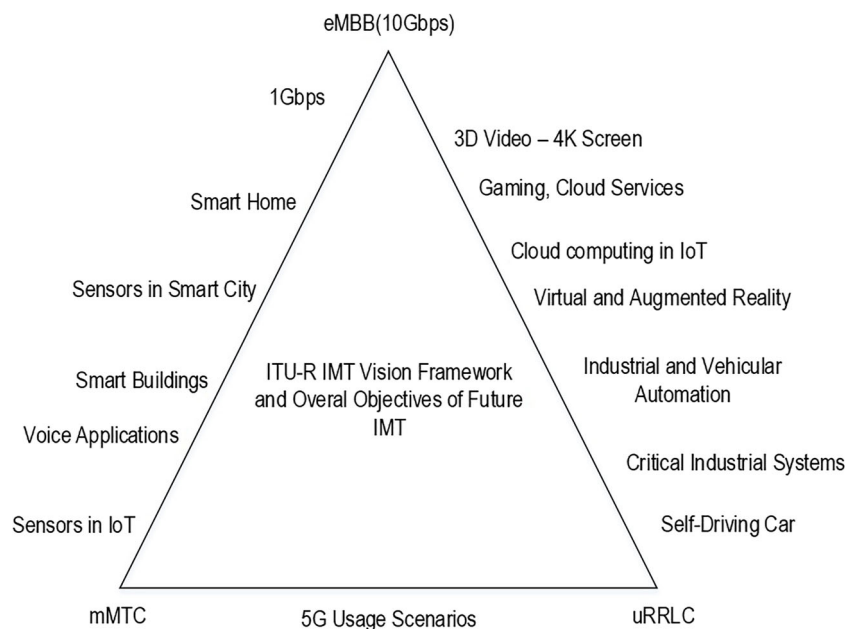 eMBB(10Gbps)
1Gbps
3D Video – 4K Screen
Gaming, Cloud Services
Smart Home
Cloud computing in IoT
Sensors in Smart City
Virtual and Augmented Reality
ITU-R IMT Vision Framework
and Overal Objectives of Future
IMT
Industrial and Vehicular
Automation
Smart Buildings
Voice Applications
Critical Industrial Systems
Sensors in IoT
Self-Driving Car
mMTC
5G Usage Scenarios
uRRLC